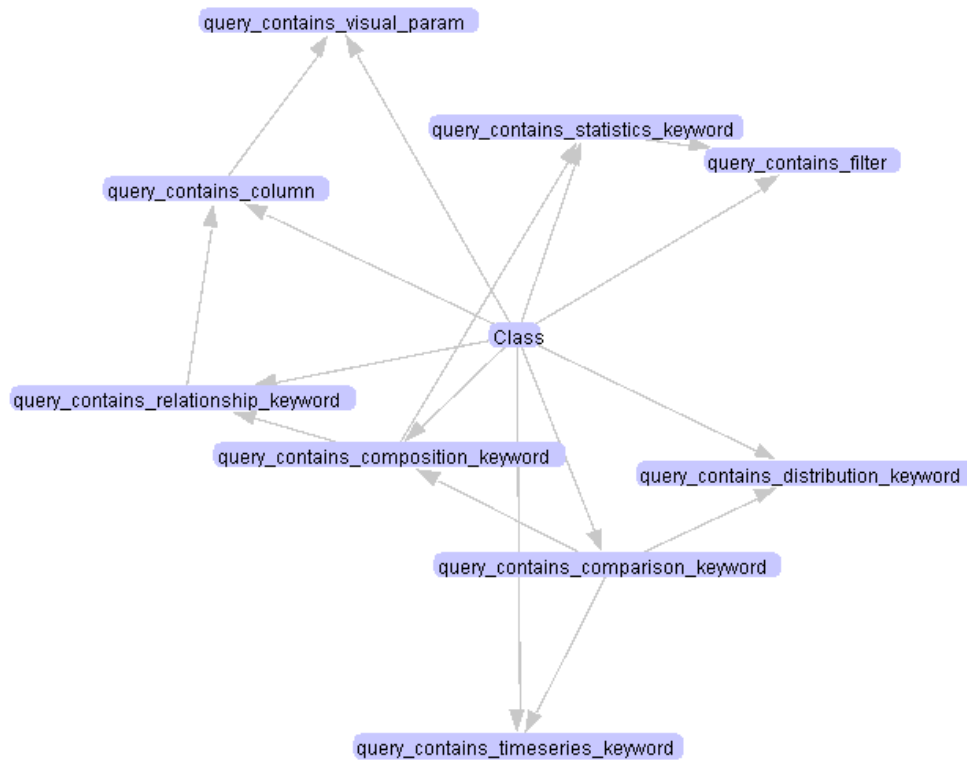 query_contains_visual_param
query_contains_statistics_keyword
query_contains_filter
query_contains_column
Class
query_contains_relationship_keyword
query_contains_composition_keyword
query_contains_distribution_keyword
query_contains_comparison_keyword
query_contains_timeseries_keyword